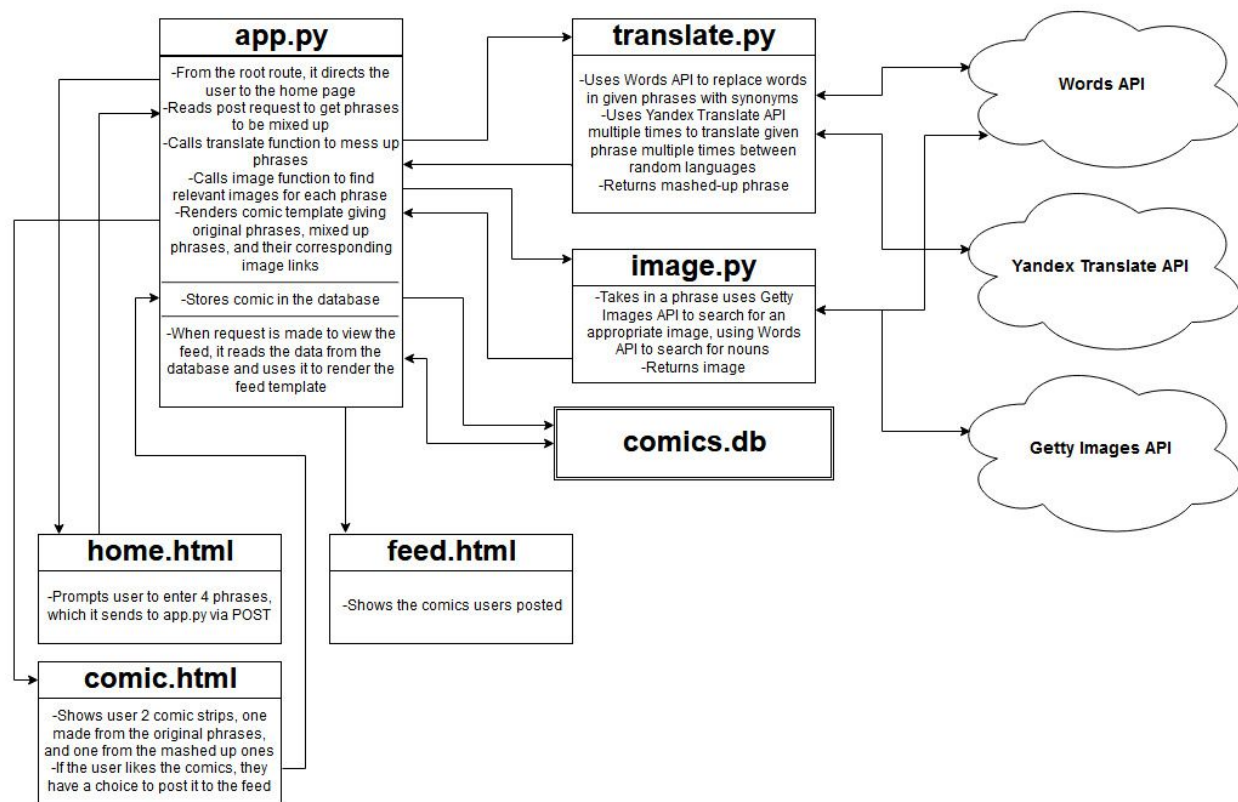 app.py
-From the root route, it directs the
user to the home page
-Reads post request to get phrases
to be mixed up
-Calls translate function to mess up
phrases
-Calls image function to find
relevant images for each phrase
-Renders comic template giving
original phrases, mixed up
phrases, and their corresponding
image links
-Stores comic in the database
-When request is made to view the
feed, it reads the data from the
database and uses it to render the
feed template
translate.py
-Uses Words API to replace words
in given phrases with synonyms
-Uses Yandex Translate API
multiple times to translate given
phrase multiple times between
random languages
-Returns mashed-up phrase
image.py
-Takes in a phrase uses Getty
Images API to search for an
appropriate image, using Words
API to search for nouns
-Returns image
comics.db
Words API
Yandex Translate API
Getty Images API
home.html
-Prompts user to enter 4 phrases,
which it sends to app.py via POST
feed.html
-Shows the comics users posted
comic.html
-Shows user 2 comic strips, one
made from the original phrases,
and one from the mashed up ones
-If the user likes the comics, they
have a choice to post it to the feed